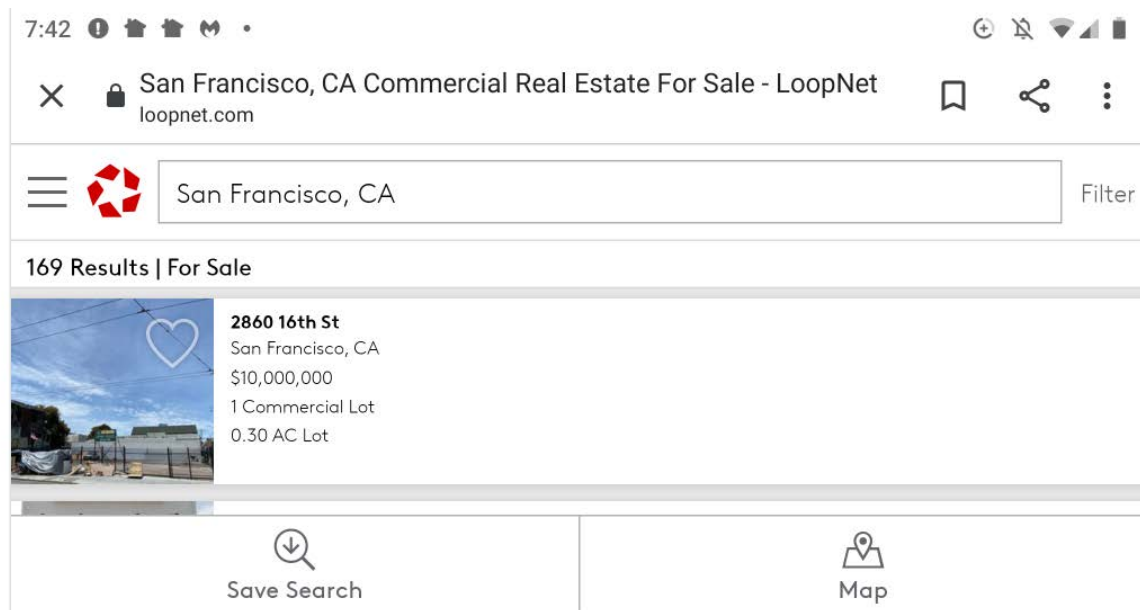 7:42
San Francisco, CA Commercial Real Estate For Sale - LoopNet
loopnet.com
San Francisco, CA
Filter
169 Results | For Sale
2860 16th St
San Francisco, CA
$10,000,000
1 Commercial Lot
0.30 AC Lot
Save Search
Map